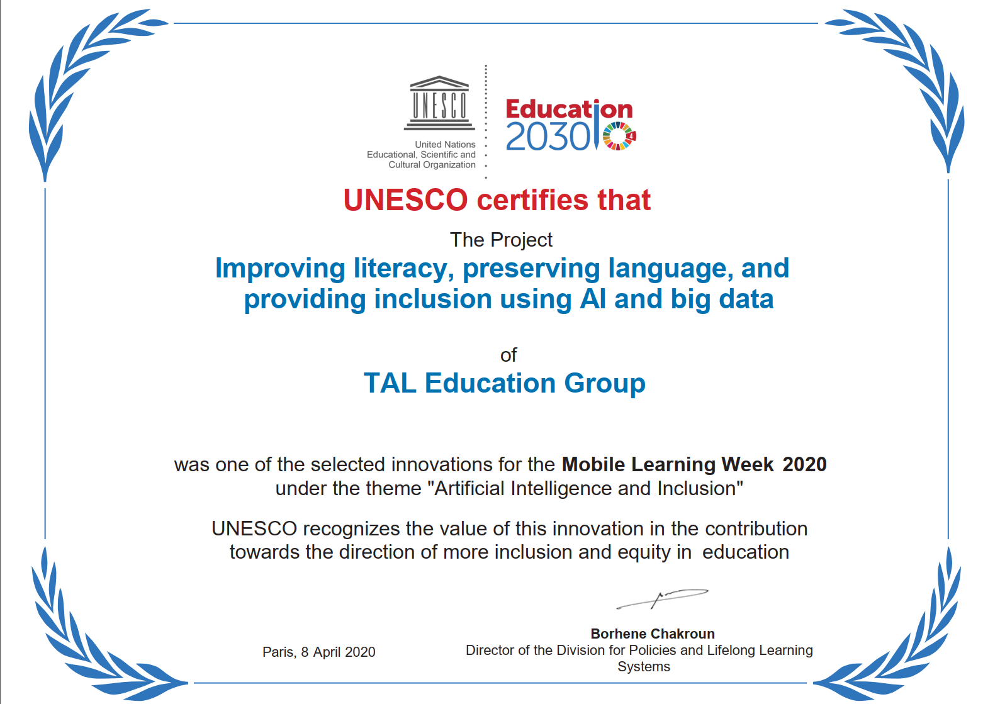 UNESCO
United Nations
Educational, Scientific and
Cultural Organization
Education
2030
4
UNESCO certifies that
The Project
Improving literacy, preserving language, and
providing inclusion using AI and big data
of
TAL Education Group
was one of the selected innovations for the Mobile Learning Week 2020
under the theme "Artificial Intelligence and Inclusion"
UNESCO recognizes the value of this innovation in the contribution
towards the direction of more inclusion and equity in education
Borhene Chakroun
Paris, 8 April 2020
Director of the Division for Policies and Lifelong Learning
Systems